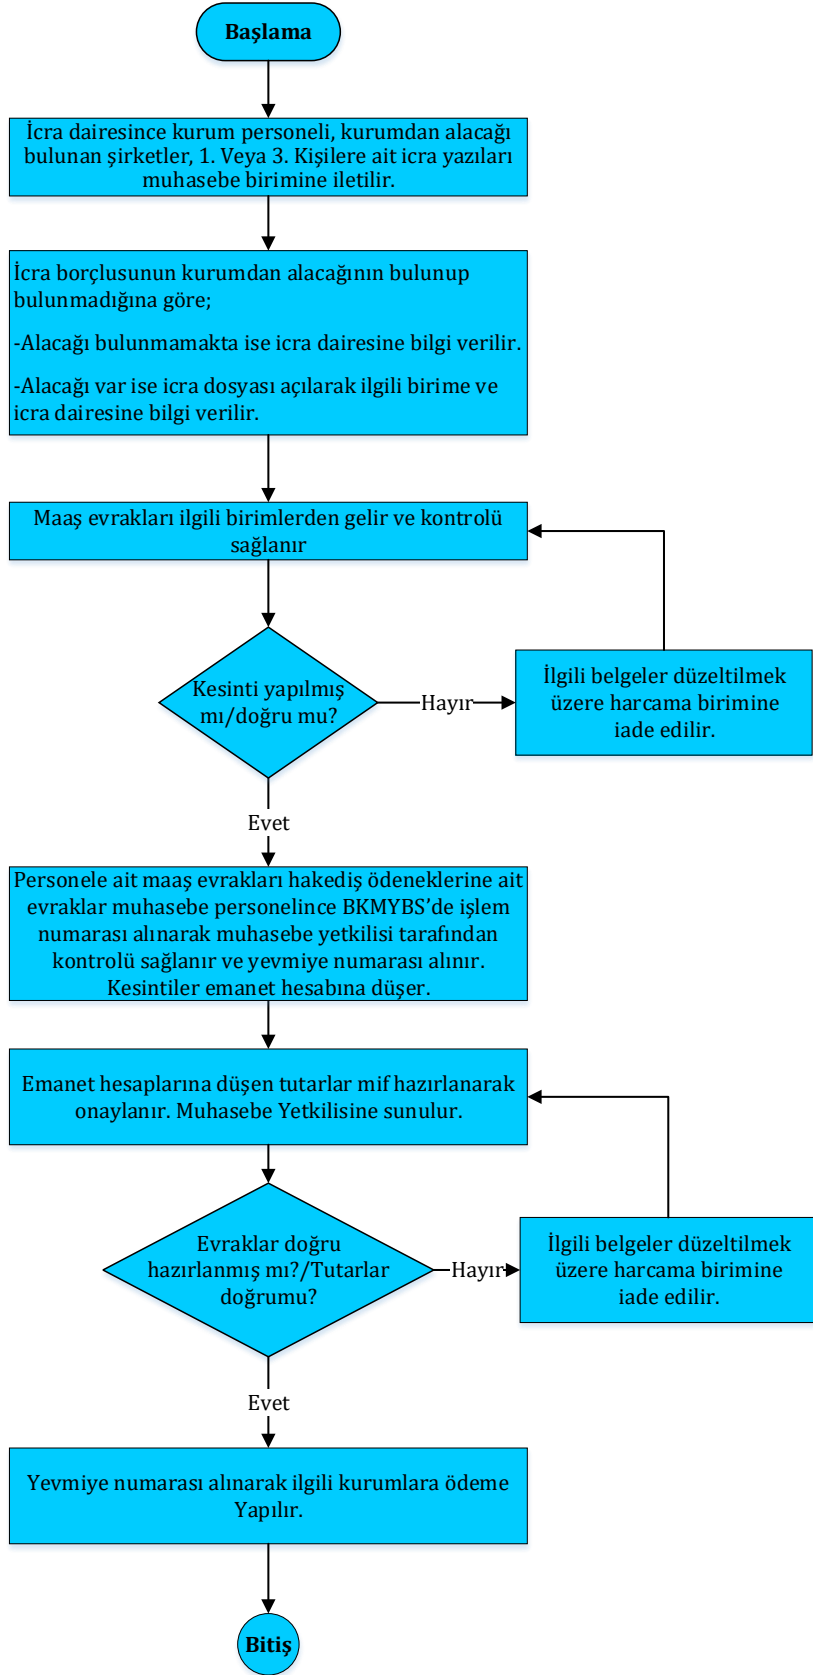 Başlama
İcra dairesince kurum personeli, kurumdan alacağı
bulunan şirketler, 1. Veya 3. Kişilere ait icra yazıları
muhasebe birimine iletilir.
İcra borçlusunun kurumdan alacağının bulunup
bulunmadığına göre;
-Alacağı bulunmamakta ise icra dairesine bilgi verilir.
-Alacağı var ise icra dosyası açılarak ilgili birime ve
icra dairesine bilgi verilir.
Maaş evrakları ilgili birimlerden gelir ve kontrolü
sağlanır
Kesinti yapılmış
mı/doğru mu?
Hayır
İlgili belgeler düzeltilmek
üzere harcama birimine
iade edilir.
Evet
Personele ait maaş evrakları hakediş ödeneklerine ait
evraklar muhasebe personelince BKMYBS’de işlem
numarası alınarak muhasebe yetkilisi tarafından
kontrolü sağlanır ve yevmiye numarası alınır.
Kesintiler emanet hesabına düşer.
Emanet hesaplarına düşen tutarlar mif hazırlanarak
onaylanır. Muhasebe Yetkilisine sunulur.
Evraklar doğru
hazırlanmış mı?/Tutarlar
doğrumu?
Hayır
İlgili belgeler düzeltilmek
üzere harcama birimine
iade edilir.
Evet
Yevmiye numarası alınarak ilgili kurumlara ödeme
Yapılır.
Bitiş